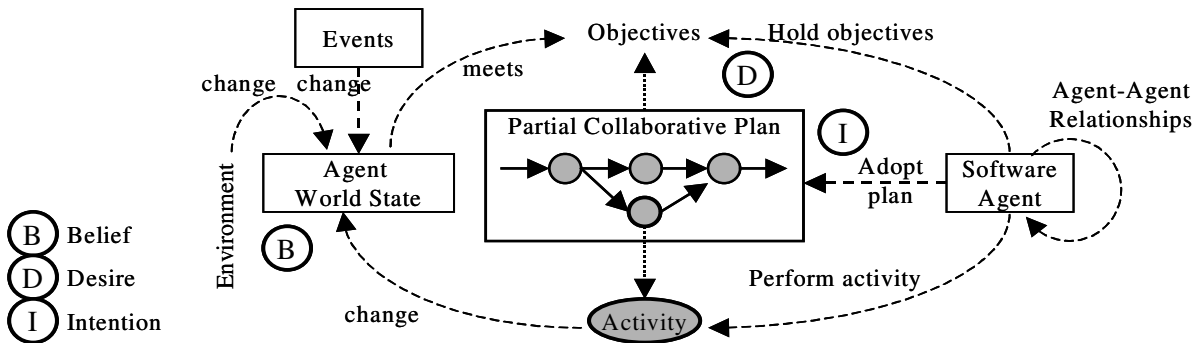 Events
Objectives
Hold objectives
change
change
meets
D
Agent-Agent
Relationships
Partial Collaborative Plan
I
Agent
World State
Adopt
plan
Software
Agent
Environment
B
B Belief
D Desire
I Intention
Perform activity
change
Activity